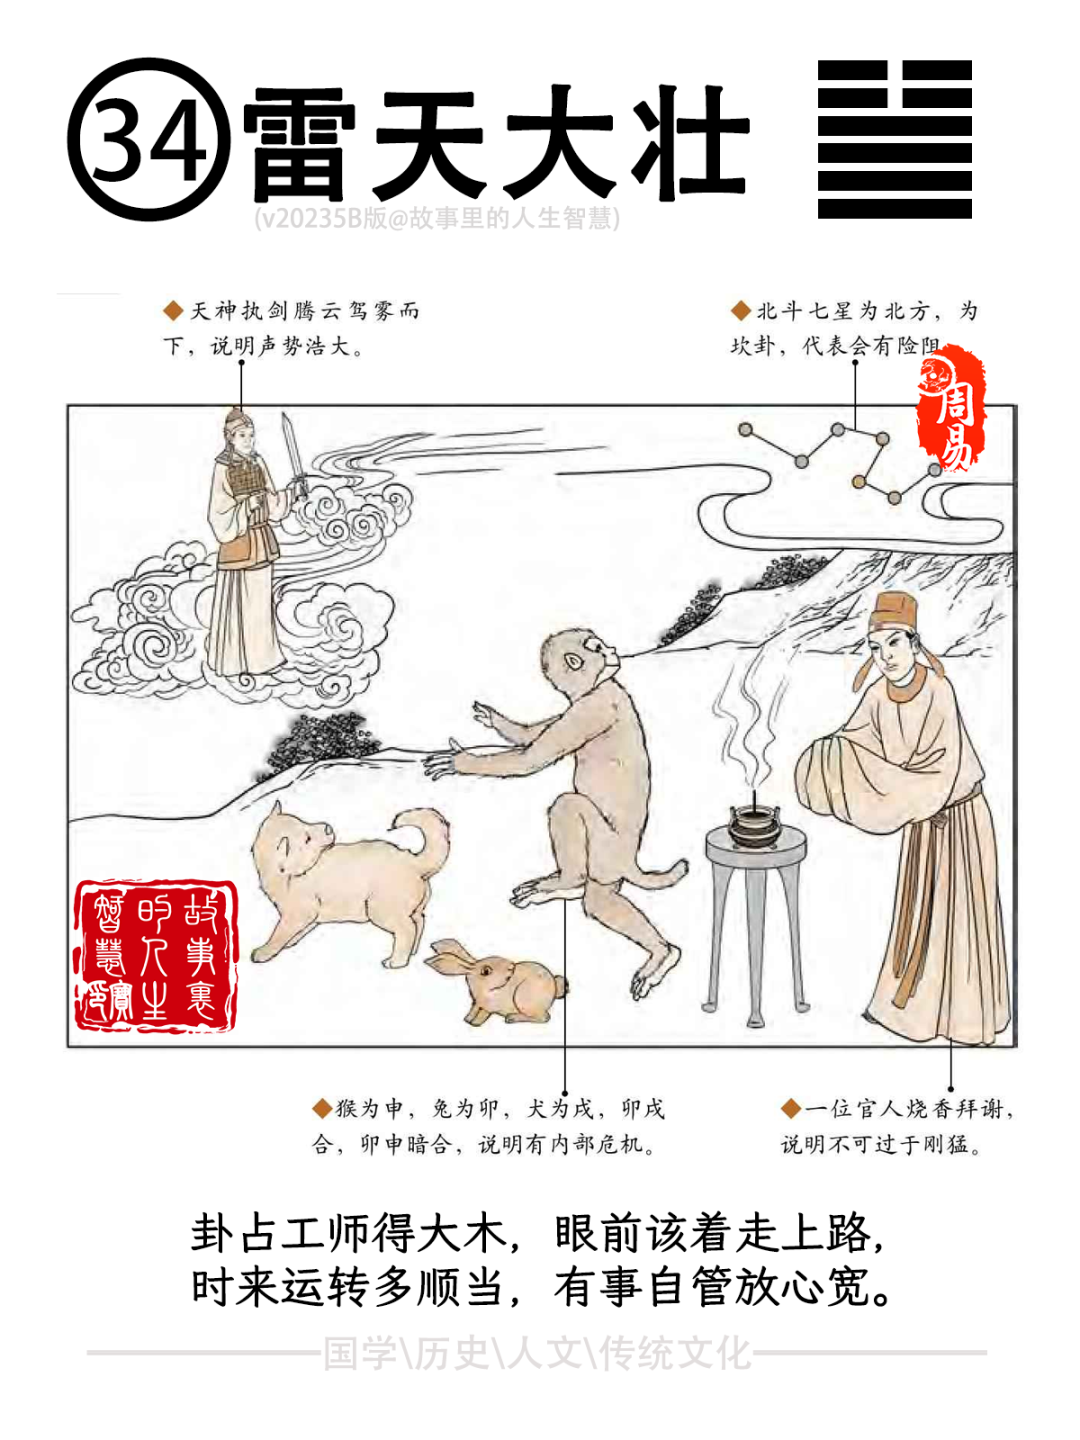 34 雷天大壮
(v20235B版@故事里的人生智慧)
◆天神执剑腾云驾雾而
下，说明声势浩大。
◆北斗七星为北方，为
坎卦，代表会有险阻。
周易
故事里
的人生
智慧
◆猴为申，兔为卯，犬为戌，卯戌
合，卯申暗合，说明有内部危机。
◆一位官人烧香拜谢，
说明不可过于刚猛。
卦占工师得大木，眼前该着走上路，
时来运转多顺当，有事自管放心宽。
国学\历史\人文\传统文化